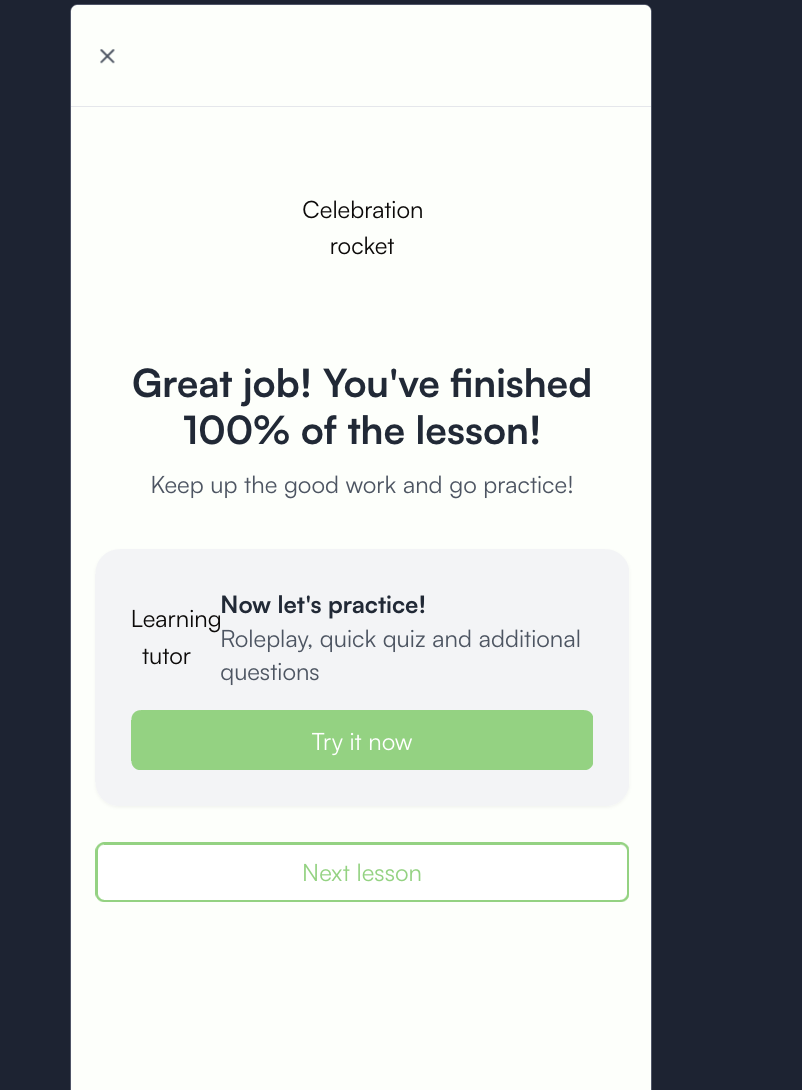 Celebration
rocket
Great job! You've finished
100% of the lesson!
Keep up the good work and go practice!
Learning
tutor
Now let's practice!
Roleplay, quick quiz and additional
questions
Try it now
Next lesson